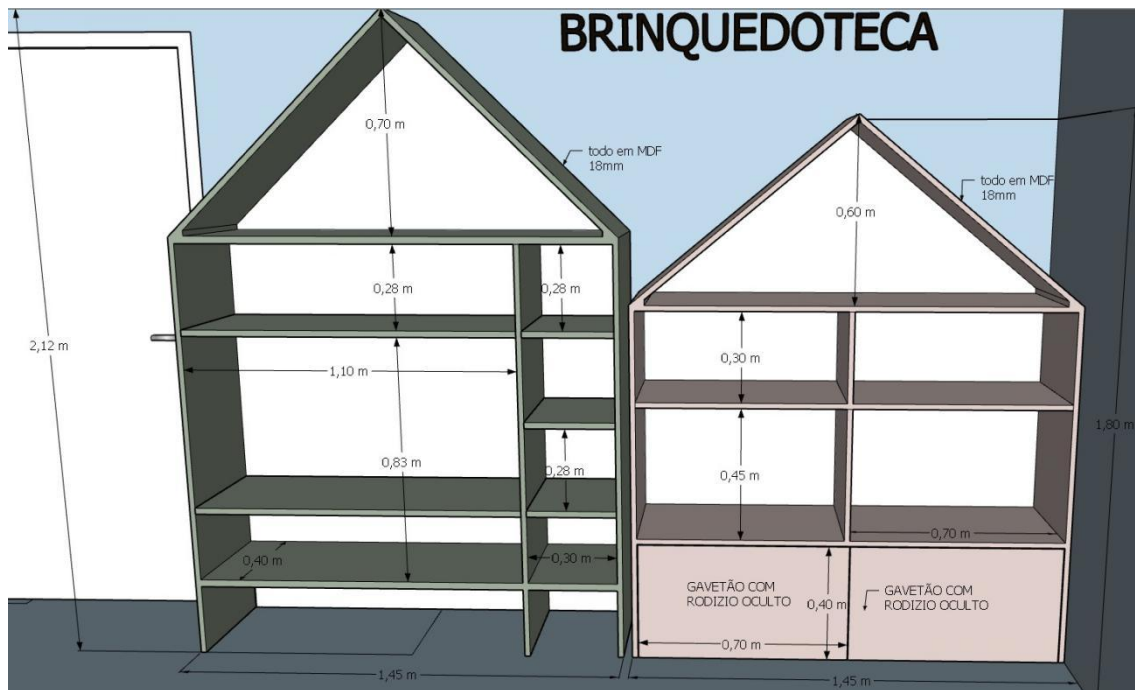 BRINQUEDOTECA
0,70 m
todo em MDF
18mm
todo em MDF
18mm
0,60 m
0,28 m
0,28 m
2,12 m
1,10 m
0,30 m
1,80 m
0,83 m
0,28 m
0,45 m
0,70 m
0,40 m
0,30 m
GAVETÃO COM
RODIZIO OCULTO
0,40 m
GAVETÃO COM
RODIZIO OCULTO
0,70 m
1,45 m
1,45 m